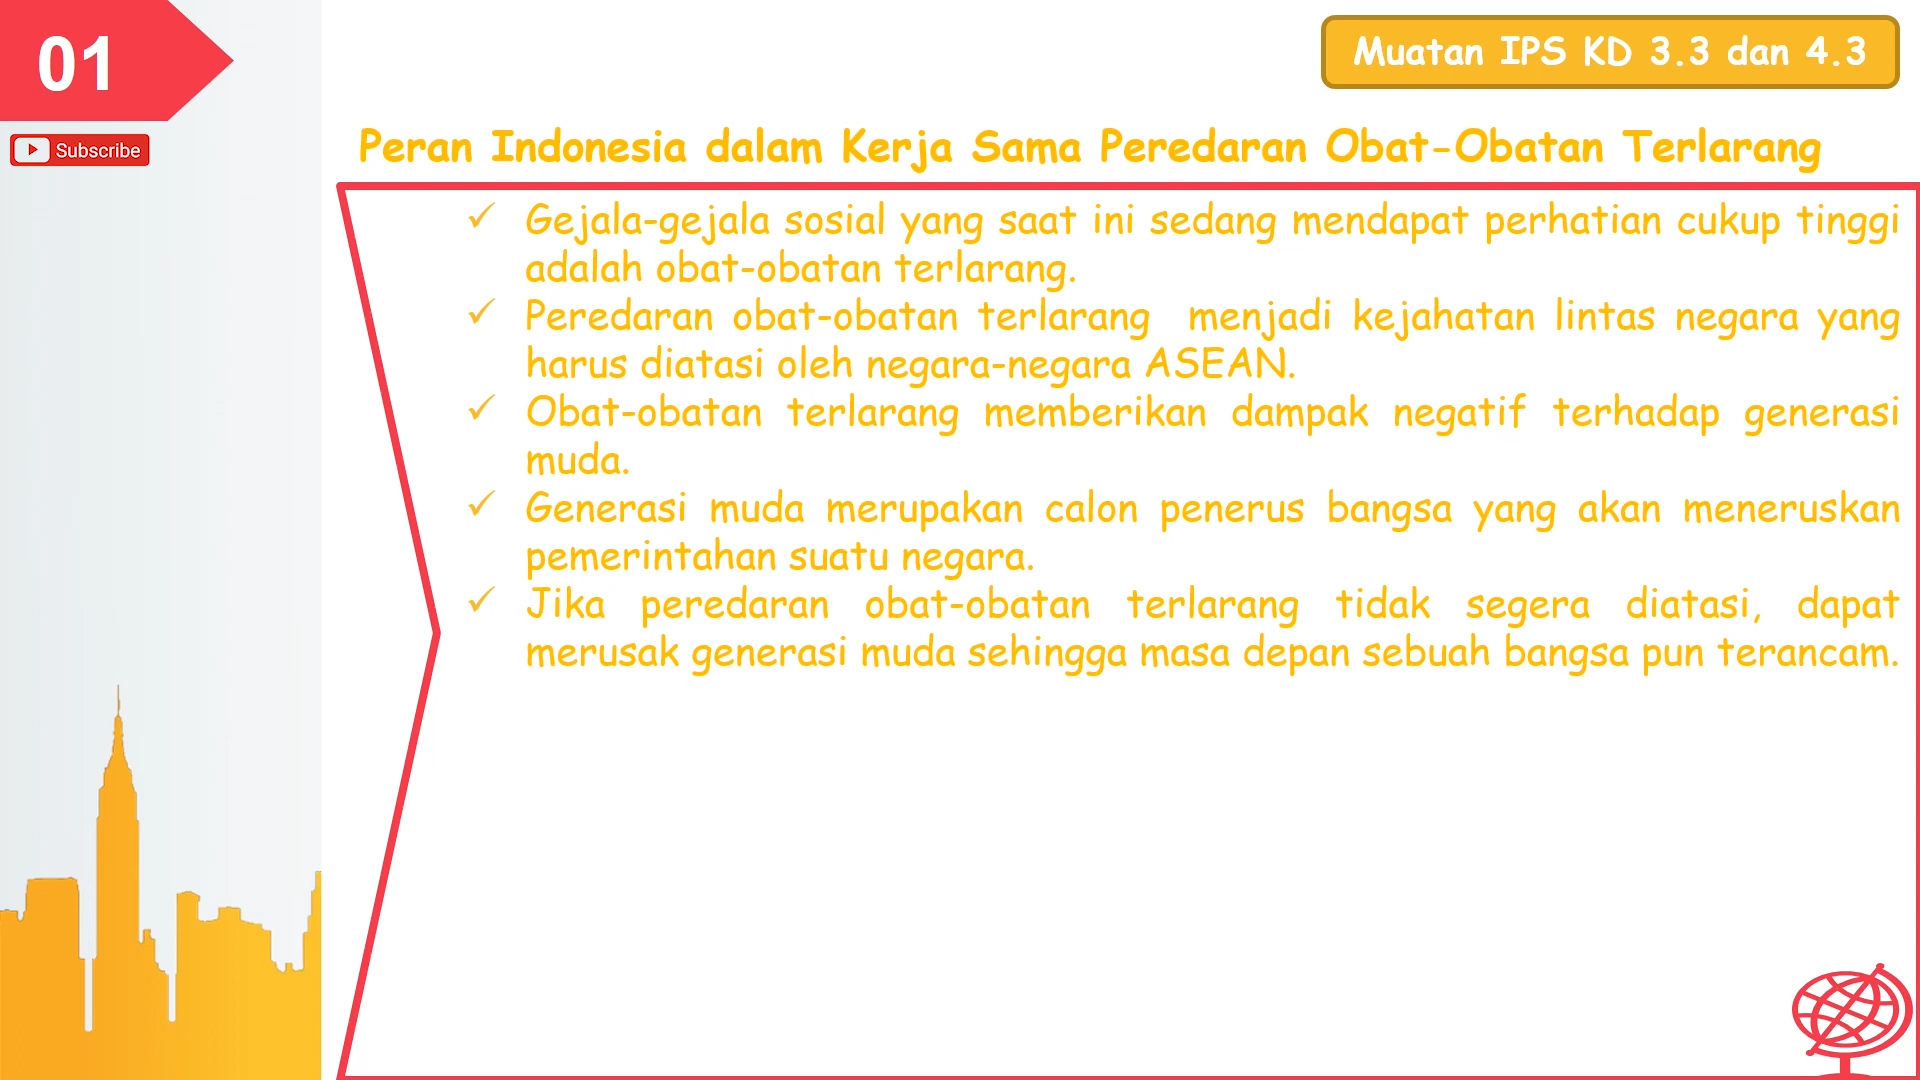 01
Muatan IPS KD 3.3 dan 4.3
Subscribe
Peran Indonesia dalam Kerja Sama Peredaran Obat-Obatan Terlarang
✓ Gejala-gejala sosial yang saat ini sedang mendapat perhatian cukup tinggi
adalah obat-obatan terlarang.
✓ Peredaran obat-obatan terlarang menjadi kejahatan lintas negara yang
harus diatasi oleh negara-negara ASEAN.
✓ Obat-obatan terlarang memberikan dampak negatif terhadap generasi
muda.
✓ Generasi muda merupakan calon penerus bangsa yang akan meneruskan
pemerintahan suatu negara.
✓ Jika peredaran obat-obatan terlarang tidak segera diatasi, dapat
merusak generasi muda sehingga masa depan sebuah bangsa pun terancam.